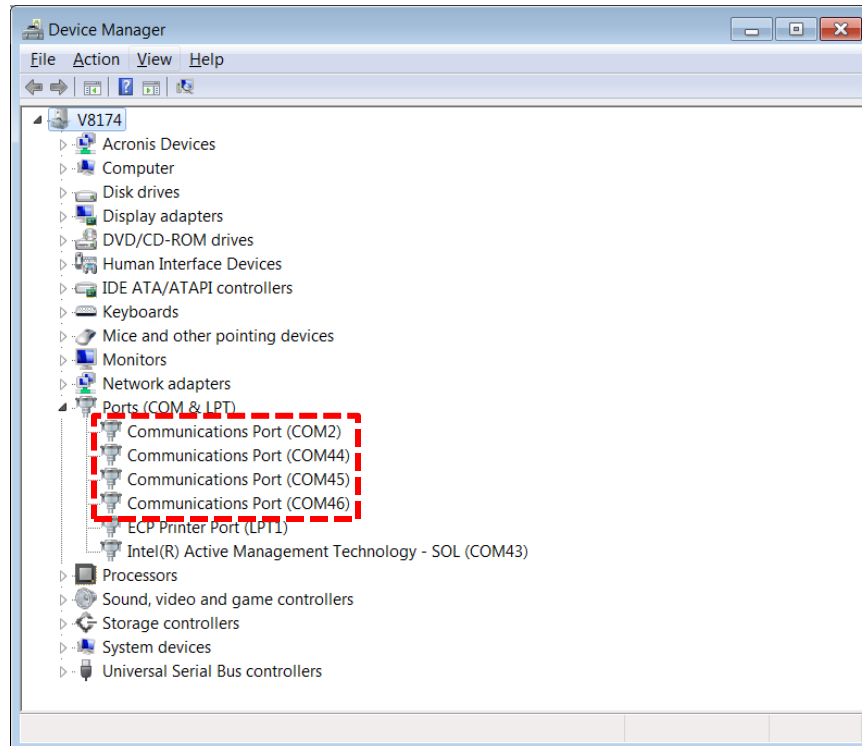 Device Manager
File Action View Help
V8174
Acronis Devices
Computer
Disk drives
Display adapters
DVD/CD-ROM drives
Human Interface Devices
IDE ATA/ATAPI controllers
Keyboards
Mice and other pointing devices
Monitors
Network adapters
Ports (COM & LPT)
Communications Port (COM2)
Communications Port (COM44)
Communications Port (COM45)
Communications Port (COM46)
ECP Printer Port (LPT1)
Intel(R) Active Management Technology - SOL (COM43)
Processors
Sound, video and game controllers
Storage controllers
System devices
Universal Serial Bus controllers